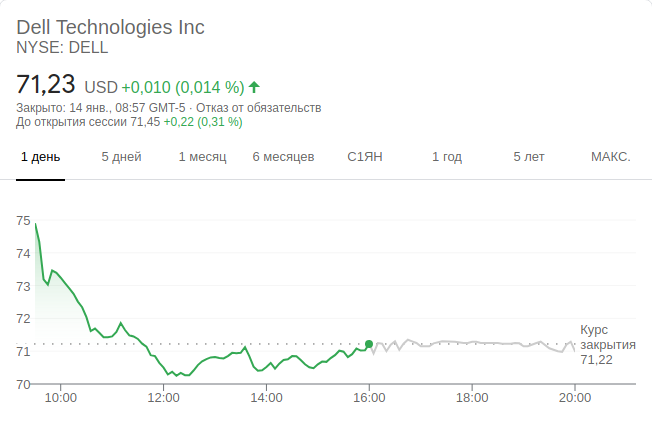 Dell Technologies Inc
NYSE: DELL
71,23 USD +0,010 (0,014 %)
Закрыто: 14 янв., 08:57 GMT-5 · Отказ от обязательств
До открытия сессии 71,45 +0,22 (0,31 %)
1 день 5 дней 1 месяц 6 месяцев С1ЯН 1 год 5 лет МАКС.
75
74
73
72
71
70
Курс
закрытия
71,22
10:00 12:00 14:00 16:00 18:00 20:00